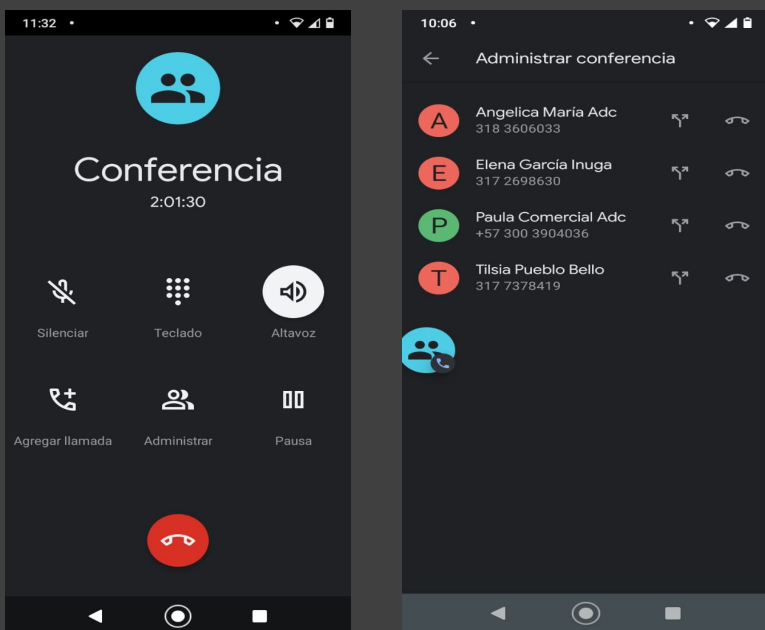 11:32
Conferencia
2:01:30
Silenciar
Teclado
Altavoz
Agregar llamada
Administrar
Pausa
10:06
Administrar conferencia
A
Angelica María Adc
318 3606033
E
Elena García Inuga
317 2698630
P
Paula Comercial Adc
+57 300 3904036
T
Tilsia Pueblo Bello
317 7378419